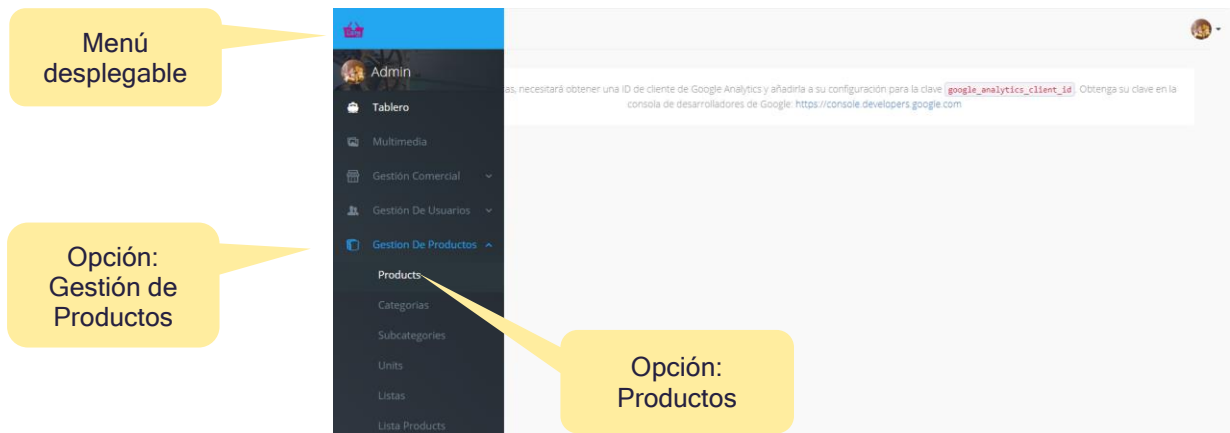 Menú
desplegable
Admin
as, necesitará obtener una ID de cliente de Google Analytics y añadirla a su configuración para la clave google_analytics_client_id. Obtenga su clave en la
consola de desarrolladores de Google: https://console.developers.google.com
Tablero
Multimedia
Gestión Comercial
Gestión De Usuarios
Opción:
Gestión de
Productos
Gestion De Productos
Products
Categorias
Subcategories
Units
Listas
Lista Products
Opción:
Productos